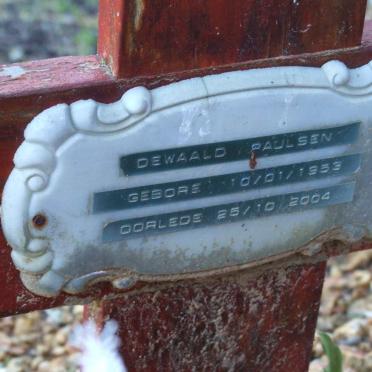 DEWAALD PAULSEN
GEBORE 10/01/1953
OORLEDE 25/10/2004